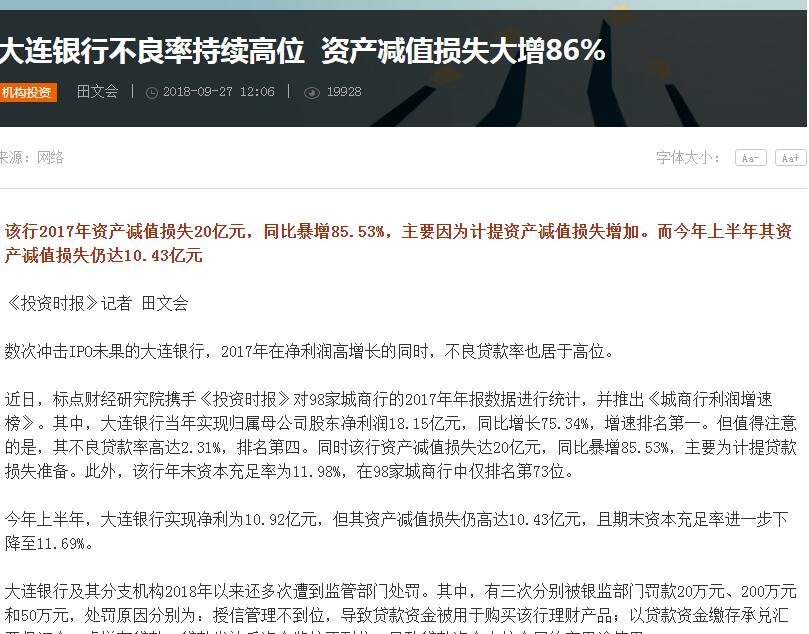 大连银行不良率持续高位 资产减值损失大增86%
机构投资 田文会 | 2018-09-27 12:06 | 19928
来源：网络 字体大小： Aa- Aa+
该行2017年资产减值损失20亿元，同比暴增85.53%，主要因为计提资产减值损失增加。而今年上半年其资
产减值损失仍达10.43亿元
《投资时报》记者 田文会
数次冲击IPO未果的大连银行，2017年在净利润高增长的同时，不良贷款率也居于高位。
近日，标点财经研究院携手《投资时报》对98家城商行的2017年年报数据进行统计，并推出《城商行利润增速
榜》。其中，大连银行当年实现归属母公司股东净利润18.15亿元，同比增长75.34%，增速排名第一。但值得注意
的是，其不良贷款率高达2.31%，排名第四。同时该行资产减值损失达20亿元，同比暴增85.53%，主要为计提贷款
损失准备。此外，该行年末资本充足率为11.98%，在98家城商行中仅排名第73位。
今年上半年，大连银行实现净利为10.92亿元，但其资产减值损失仍高达10.43亿元，且期末资本充足率进一步下
降至11.69%。
大连银行及其分支机构2018年以来还多次遭到监管部门处罚。其中，有三次分别被银监部门罚款20万元、200万元
和50万元，处罚原因分别为：授信管理不到位，导致贷款资金被用于购买该行理财产品；以贷款资金缴存承兑汇